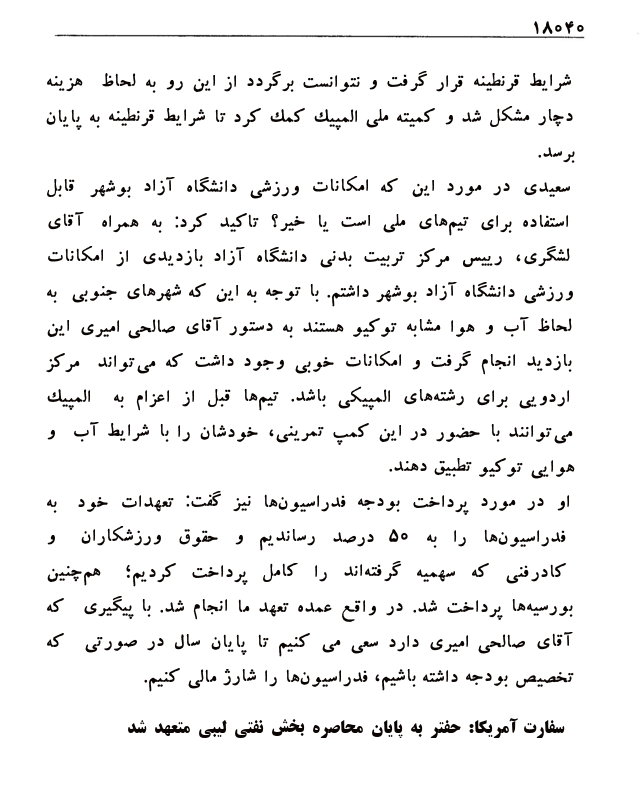 ۱۸۰۴۰
شرایط قرنطینه قرار گرفت و نتوانست برگردد از این رو به لحاظ هزینه
دچار مشکل شد و کمیته ملی المپیك کمك کرد تا شرایط قرنطینه به پایان
برسد.
سعیدی در مورد این که امکانات ورزشی دانشگاه آزاد بوشهر قابل
استفاده برای تیم‌های ملی است یا خیر؟ تاکید کرد: به همراه آقای
لشگری، رییس مرکز تربیت بدنی دانشگاه آزاد بازدیدی از امکانات
ورزشی دانشگاه آزاد بوشهر داشتم. با توجه به این که شهرهای جنوبی به
لحاظ آب و هوا مشابه توکیو هستند به دستور آقای صالحی امیری این
بازدید انجام گرفت و امکانات خوبی وجود داشت که می‌تواند مرکز
اردویی برای رشته‌های المپیکی باشد. تیم‌ها قبل از اعزام به المپیك
می‌توانند با حضور در این کمپ تمرینی، خودشان را با شرایط آب و
هوایی توکیو تطبیق دهند.
او در مورد پرداخت بودجه فدراسیون‌ها نیز گفت: تعهدات خود به
فدراسیون‌ها را به ۵۰ درصد رساندیم و حقوق ورزشکاران و
کادرفنی که سهمیه گرفته‌اند را کامل پرداخت کردیم؛ هم‌چنین
بورسیه‌ها پرداخت شد. در واقع عمده تعهد ما انجام شد. با پیگیری که
آقای صالحی امیری دارد سعی می کنیم تا پایان سال در صورتی که
تخصیص بودجه داشته باشیم، فدراسیون‌ها را شارژ مالی کنیم.
سفارت آمریکا: حفتر به پایان محاصره بخش نفتی لیبی متعهد شد